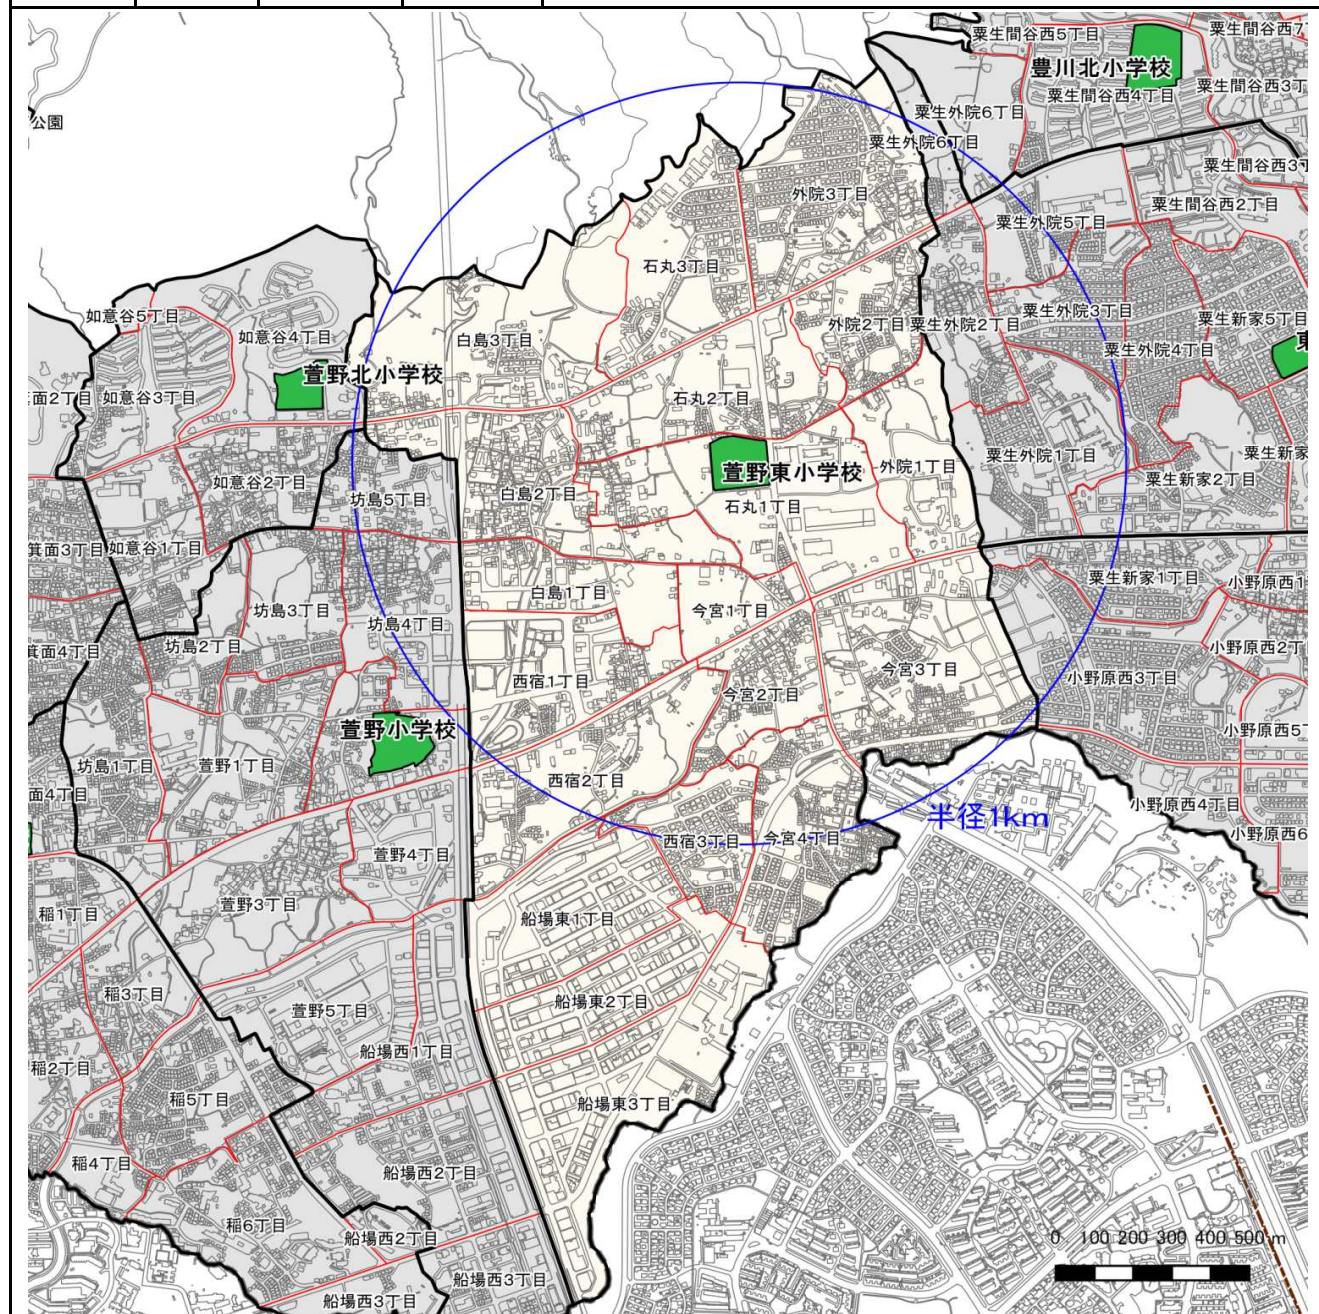 粟生間谷西5丁目
粟生間谷西7
豊川北小学校
粟生間谷西4丁目
粟生間谷西3丁
粟生外院6丁目
公園
粟生外院6丁目
粟生間谷西3丁
外院3丁目
粟生間谷西2丁目
粟生外院5丁目
石丸3丁目
如意谷5丁目
粟生外院3丁目
粟生新家5丁目
外院2丁目
粟生外院2丁目
如意谷4丁目
白島3丁目
粟生外院4丁目
東
萱野北小学校
面2丁目
如意谷3丁目
石丸2丁目
粟生外院1丁目
粟生新家
外院1丁目
萱野東小学校
粟生新家2丁目
如意谷2丁目
坊島5丁目
白島2丁目
石丸1丁目
箕面3丁目
如意谷1丁目
粟生新家1丁目
小野原西1
白島1丁目
坊島3丁目
今宮1丁目
坊島4丁目
坊島2丁目
箕面4丁目
小野原西2丁
今宮3丁目
小野原西3丁目
西宿1丁目
今宮2丁目
萱野小学校
小野原西5丁
坊島1丁目
萱野1丁目
西宿2丁目
面4丁目
小野原西4丁目
半径1km
小野原西6
西宿3丁目
今宮4丁目
萱野4丁目
萱野3丁目
稲1丁目
船場東1丁目
稲3丁目
船場東2丁目
萱野5丁目
船場西1丁目
稲2丁目
稲5丁目
船場東3丁目
稲4丁目
船場西2丁目
稲6丁目
船場西2丁目
0 100 200 300 400 500 m
船場西3丁目
船場西3丁目